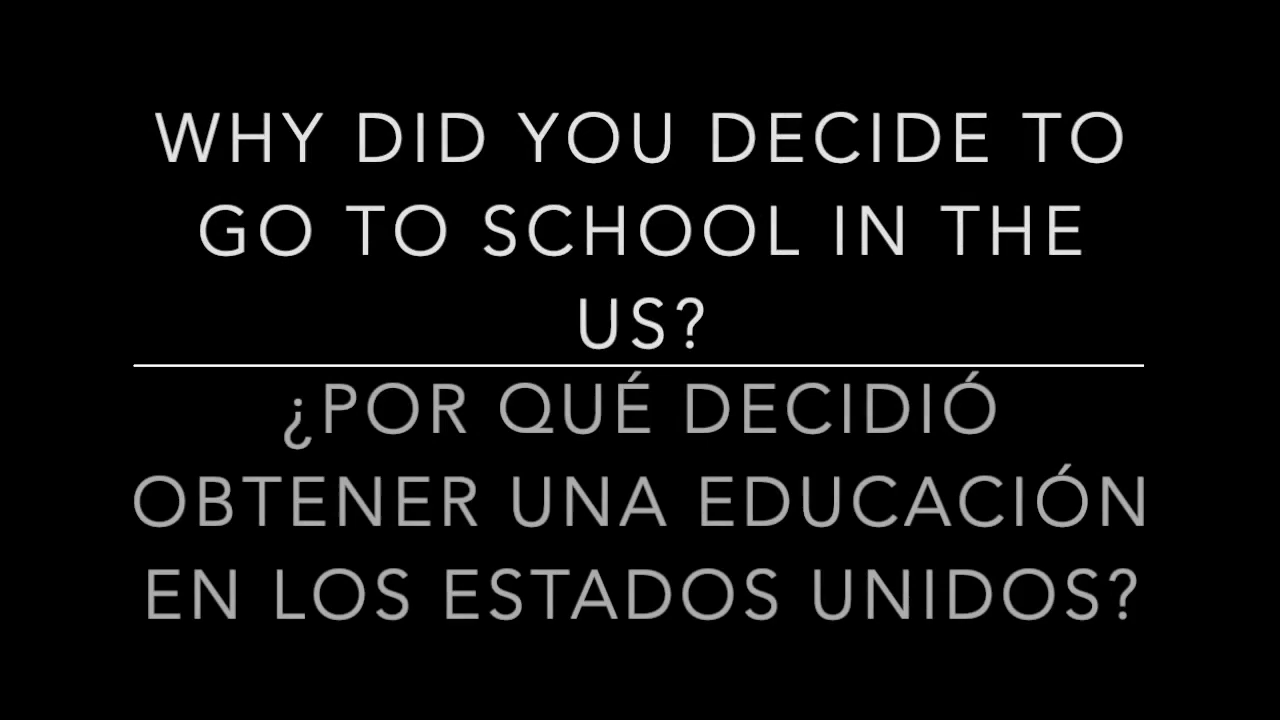 WHY DID YOU DECIDE TO
GO TO SCHOOL IN THE
US?
¿POR QUÉ DECIDIÓ
OBTENER UNA EDUCACIÓN
EN LOS ESTADOS UNIDOS?